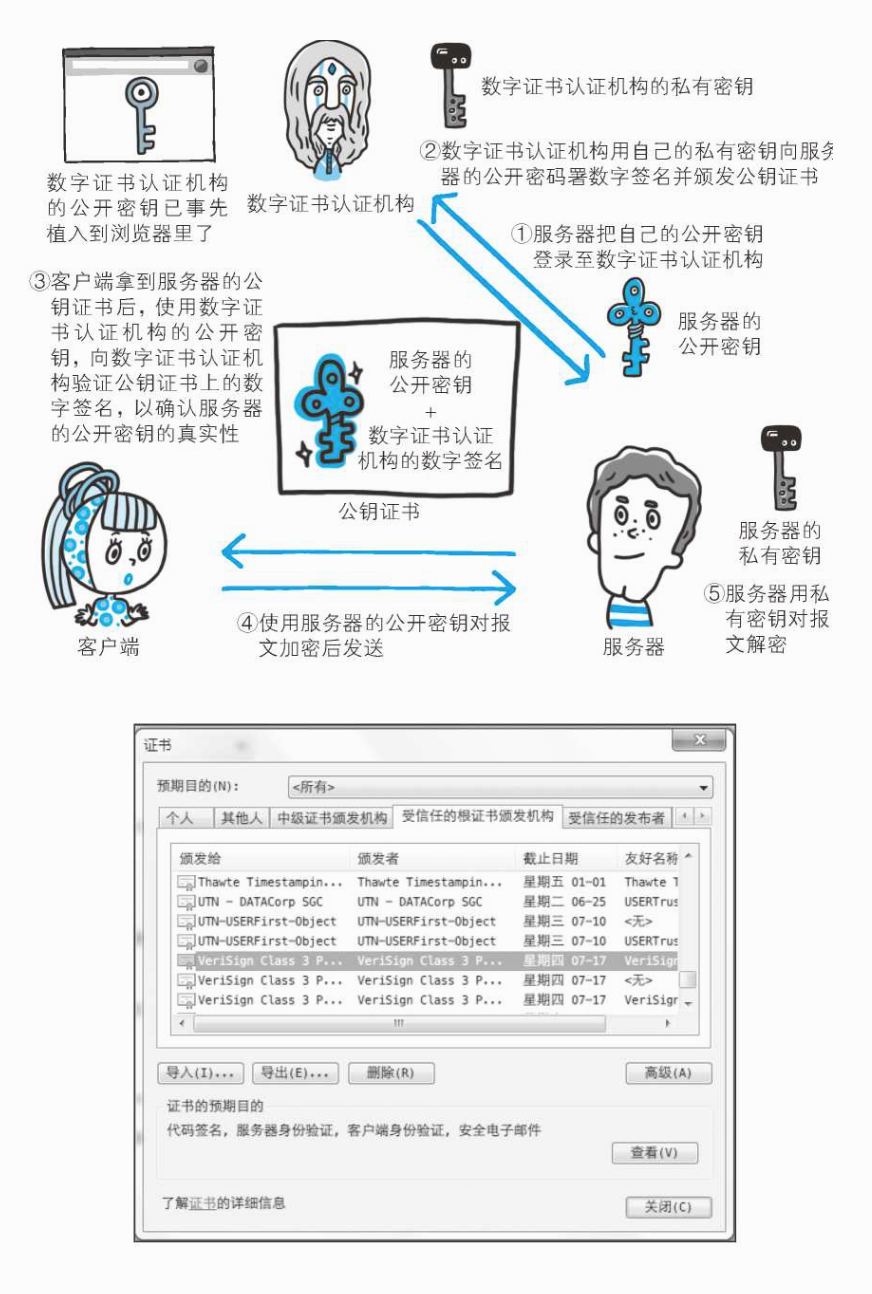 数字证书认证机构的私有密钥
②数字证书认证机构用自己的私有密钥向服务
器的公开密码署数字签名并颁发公钥证书
数字证书认证机构
的公开密钥已事先
植入到浏览器里了
数字证书认证机构
①服务器把自己的公开密钥
登录至数字证书认证机构
服务器的
公开密钥
③客户端拿到服务器的公
钥证书后，使用数字证
书认证机构的公开密
钥，向数字证书认证机
构验证公钥证书上的数
字签名，以确认服务器
的公开密钥的真实性
服务器的
公开密钥
+
数字证书认证
机构的数字签名
公钥证书
服务器的
私有密钥
⑤服务器用私
有密钥对报
文解密
④使用服务器的公开密钥对报
文加密后发送
客户端
服务器
证书
预期目的(N):
<所有>
个人 其他人 中级证书颁发机构 受信任的根证书颁发机构 受信任的发布者
颁发给 颁发者 截止日期 友好名称
Thawte Timestampin... Thawte Timestampin... 星期五 01-01 Thawte T
UTN - DATACorp SGC UTN - DATACorp SGC 星期二 06-25 USERTrus
UTN-USERFirst-Object UTN-USERFirst-Object 星期三 07-10 <无>
UTN-USERFirst-Object UTN-USERFirst-Object 星期三 07-10 USERTrus
VeriSign Class 3 P... VeriSign Class 3 P... 星期四 07-17 VeriSign
VeriSign Class 3 P... VeriSign Class 3 P... 星期四 07-17 <无>
VeriSign Class 3 P... VeriSign Class 3 P... 星期四 07-17 VeriSign
导入(I)... 导出(E)... 删除(R) 高级(A)
证书的预期目的
代码签名，服务器身份验证，客户端身份验证，安全电子邮件
查看(V)
了解证书的详细信息
关闭(C)